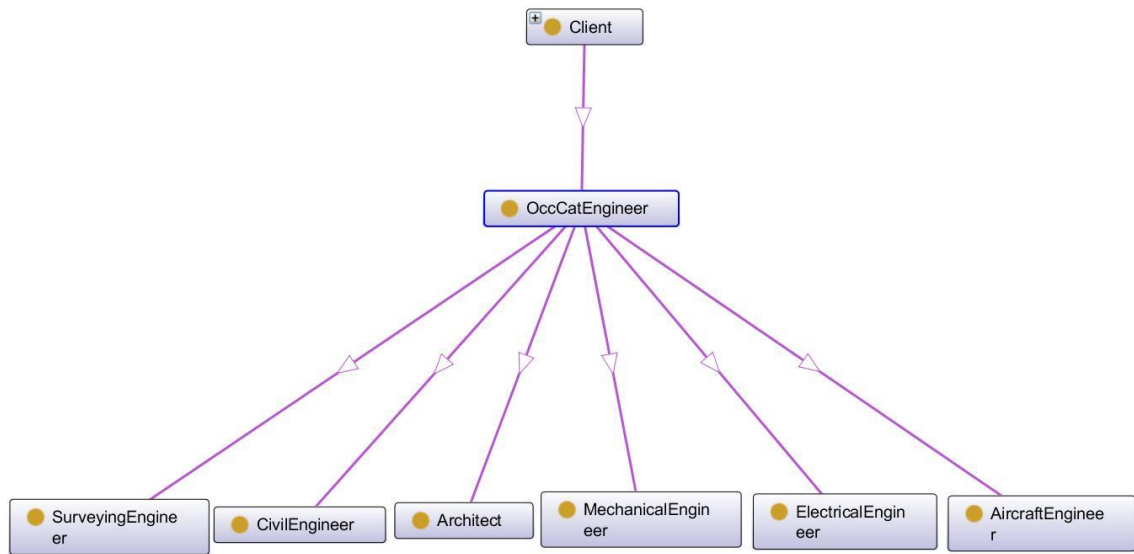 Client
OccCatEngineer
SurveyingEngine
er
CivilEngineer
Architect
MechanicalEngin
eer
ElectricalEngin
eer
AircraftEnginee
r